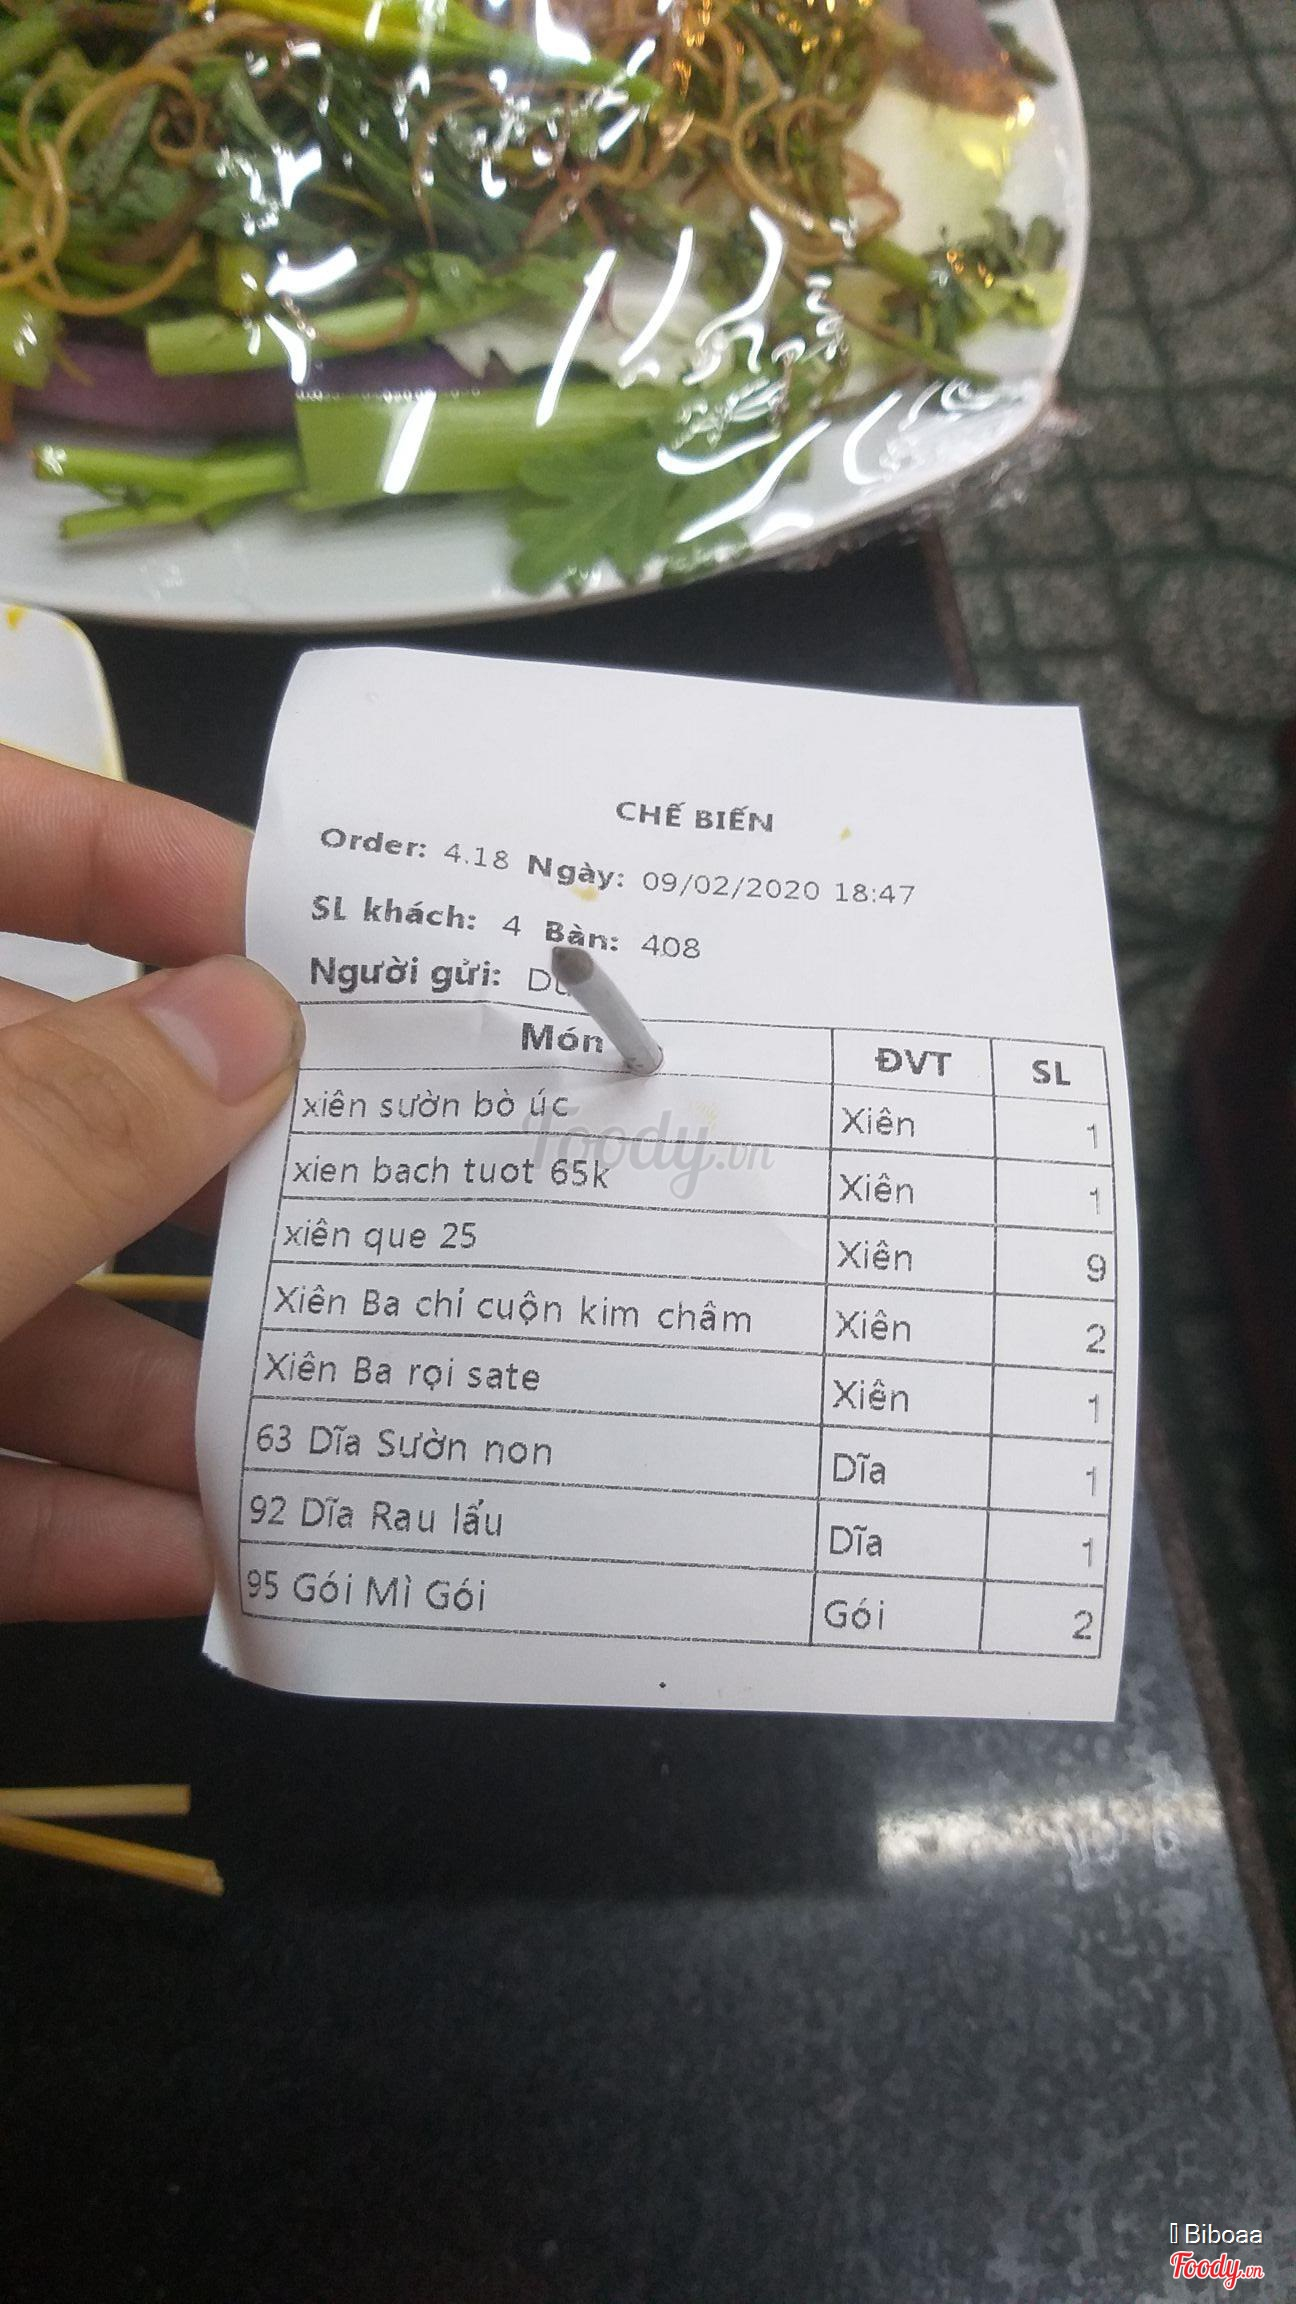 CHẾ BIẾN
Order: 4.18 Ngày: 09/02/2020 18:47
SL khách: 4 Bàn: 408
Người gửi:
Món ĐVT SL
xiên sườn bò úc Xiên 1
xien bach tuot 65k Xiên 1
xiên que 25 Xiên 9
Xiên Ba chỉ cuộn kim châm Xiên 2
Xiên Ba rọi sate Xiên 1
63 Dĩa Sườn non Dĩa 1
92 Dĩa Rau lẩu Dĩa 1
95 Gói Mì Gói Gói 2
Foody.vn
Biboaa
Foody.vn